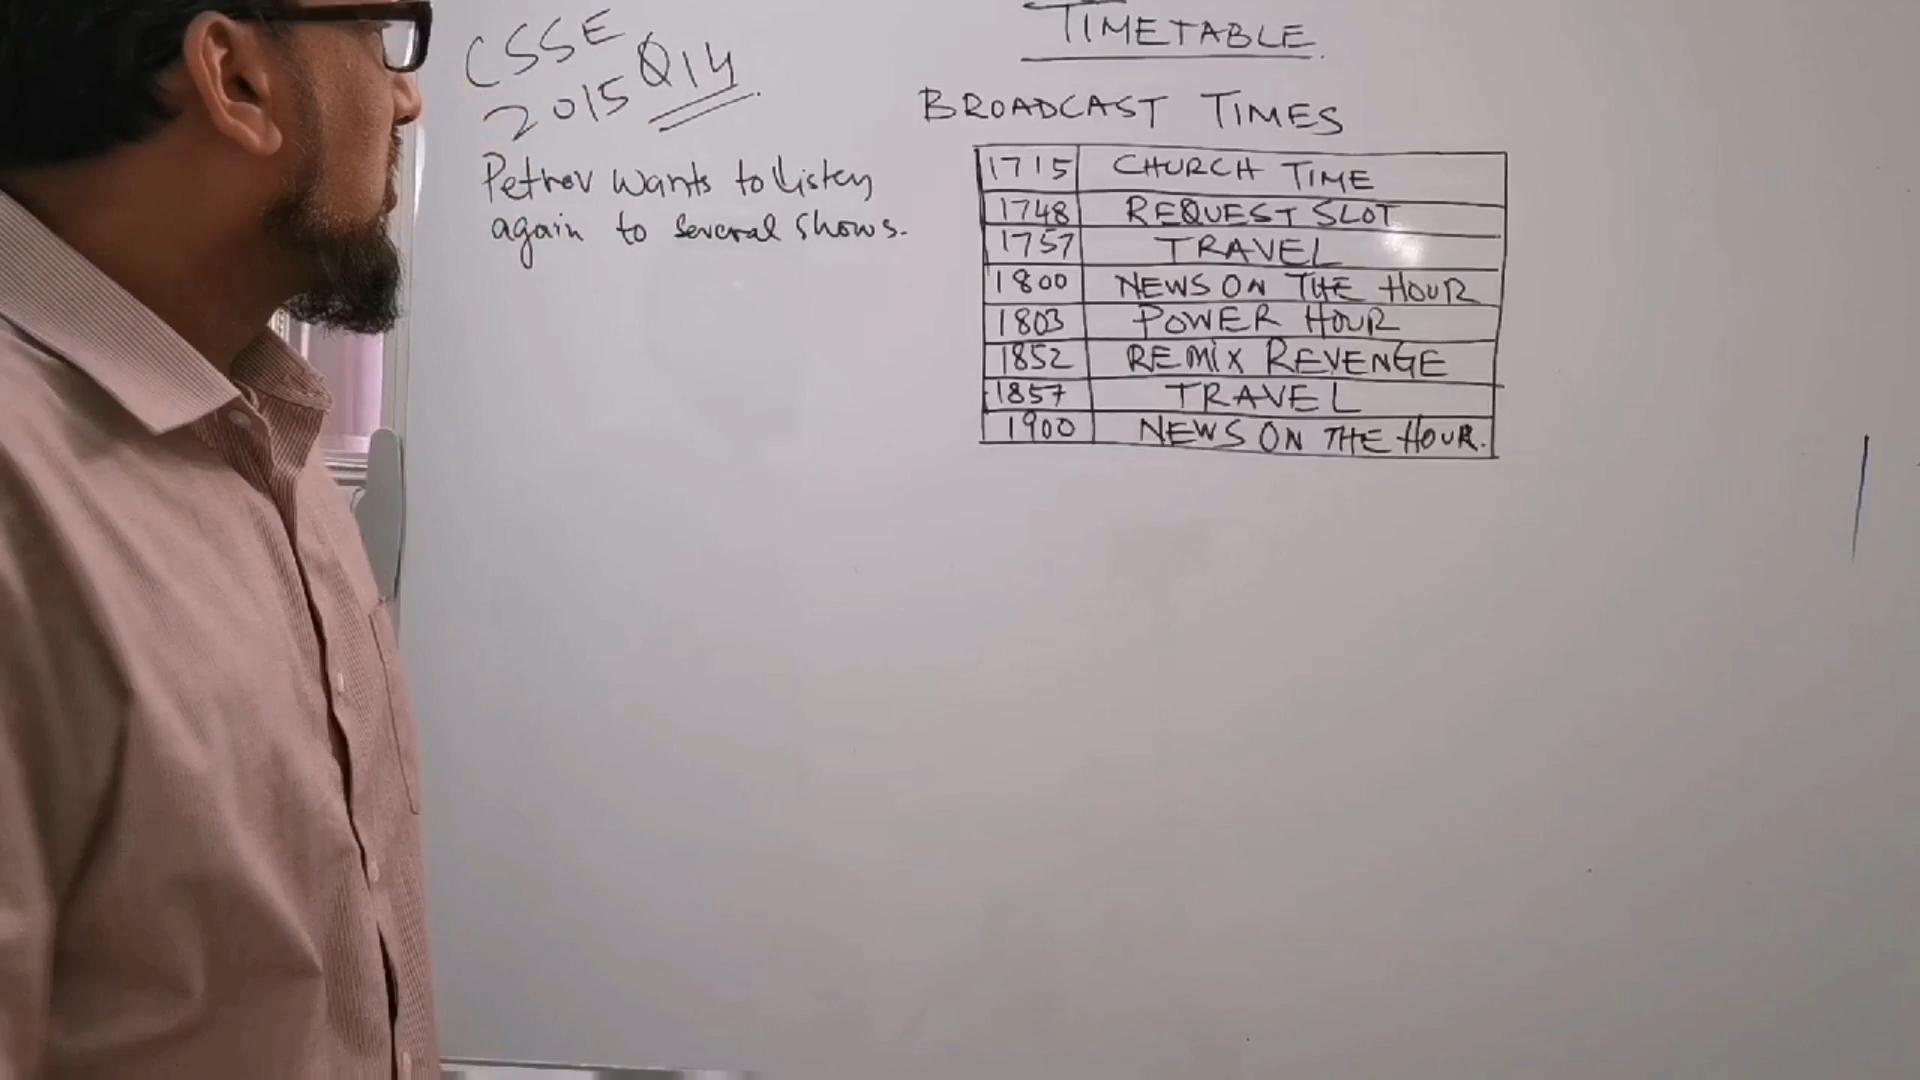 CSSE
2015 Q14
Petrov wants to listen
again to several shows.
TIMETABLE.
BROADCAST TIMES
1715 CHURCH TIME
1748 REQUEST SLOT
1757 TRAVEL
1800 NEWS ON THE HOUR
1803 POWER HOUR
1852 REMIX REVENGE
1857 TRAVEL
1900 NEWS ON THE HOUR.